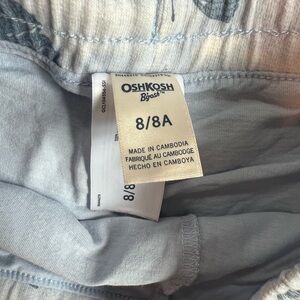 OSHKOSH
B'gosh
8/8A
MADE IN CAMBODIA
FABRIQUÉ AU CAMBODGE
HECHO EN CAMBOYA
8/8